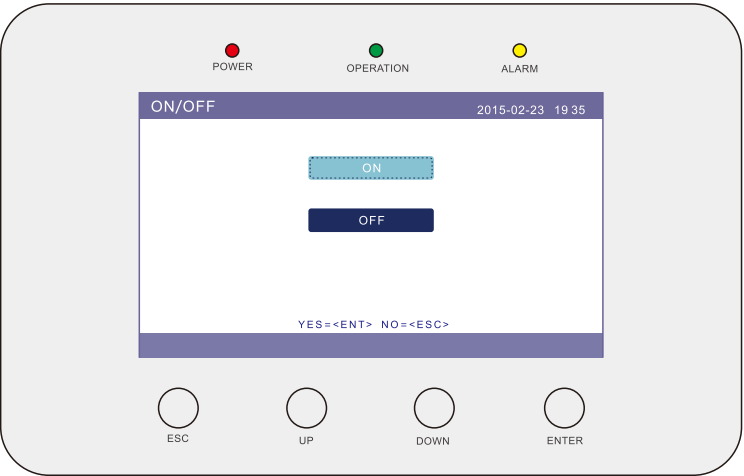 POWER OPERATION ALARM
ON/OFF 2015-02-23 19 35
ON
OFF
YES=<ENT> NO=<ESC>
ESC UP DOWN ENTER